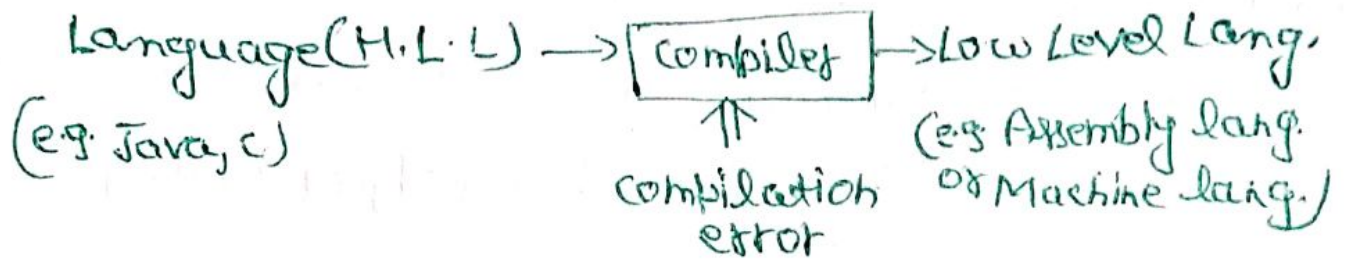 Language(H.L.L) → compiler → Low Level Lang.
(e.g. Java, c)
(e.g. Assembly lang.
or Machine lang.)
⇑
compilation
error